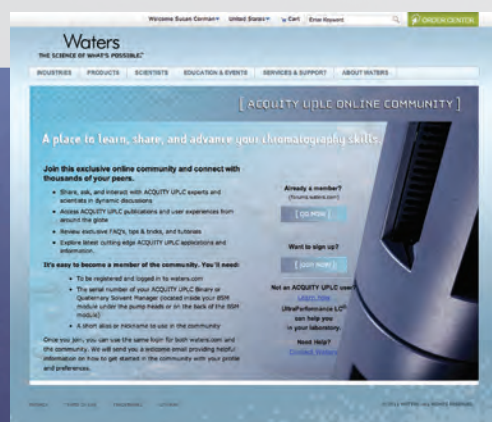 Welcome Susan Corman United States Cart Enter Keyword ORDER CENTER
Waters
THE SCIENCE OF WHAT'S POSSIBLE.™
INDUSTRIES PRODUCTS SCIENTISTS EDUCATION & EVENTS SERVICES & SUPPORT ABOUT WATERS
[ ACQUITY UPLC ONLINE COMMUNITY ]
A place to learn, share, and advance your chromatography skills.
Join this exclusive online community and connect with
thousands of your peers.
• Share, ask, and interact with ACQUITY UPLC experts and
scientists in dynamic discussions
• Access ACQUITY UPLC publications and user experiences from
around the globe
• Review exclusive FAQ's, tips & tricks, and tutorials
• Explore latest cutting edge ACQUITY UPLC applications and
information.
It's easy to become a member of the community. You'll need:
• To be registered and logged in to waters.com
• The serial number of your ACQUITY UPLC Binary or
Quaternary Solvent Manager (located inside your BSM
module under the pump heads or on the back of the QSM
module)
• A short alias or nickname to use in the community
Once you join, you can use the same login for both waters.com and
the community. We will send you a welcome email providing helpful
information on how to get started in the community with your profile
and preferences.
Already a member?
(forums.waters.com)
[ GO NOW ]
Want to sign up?
[ JOIN NOW ]
Not an ACQUITY UPLC user?
Learn how
UltraPerformance LC®
can help you
in your laboratory.
Need Help?
Contact Waters